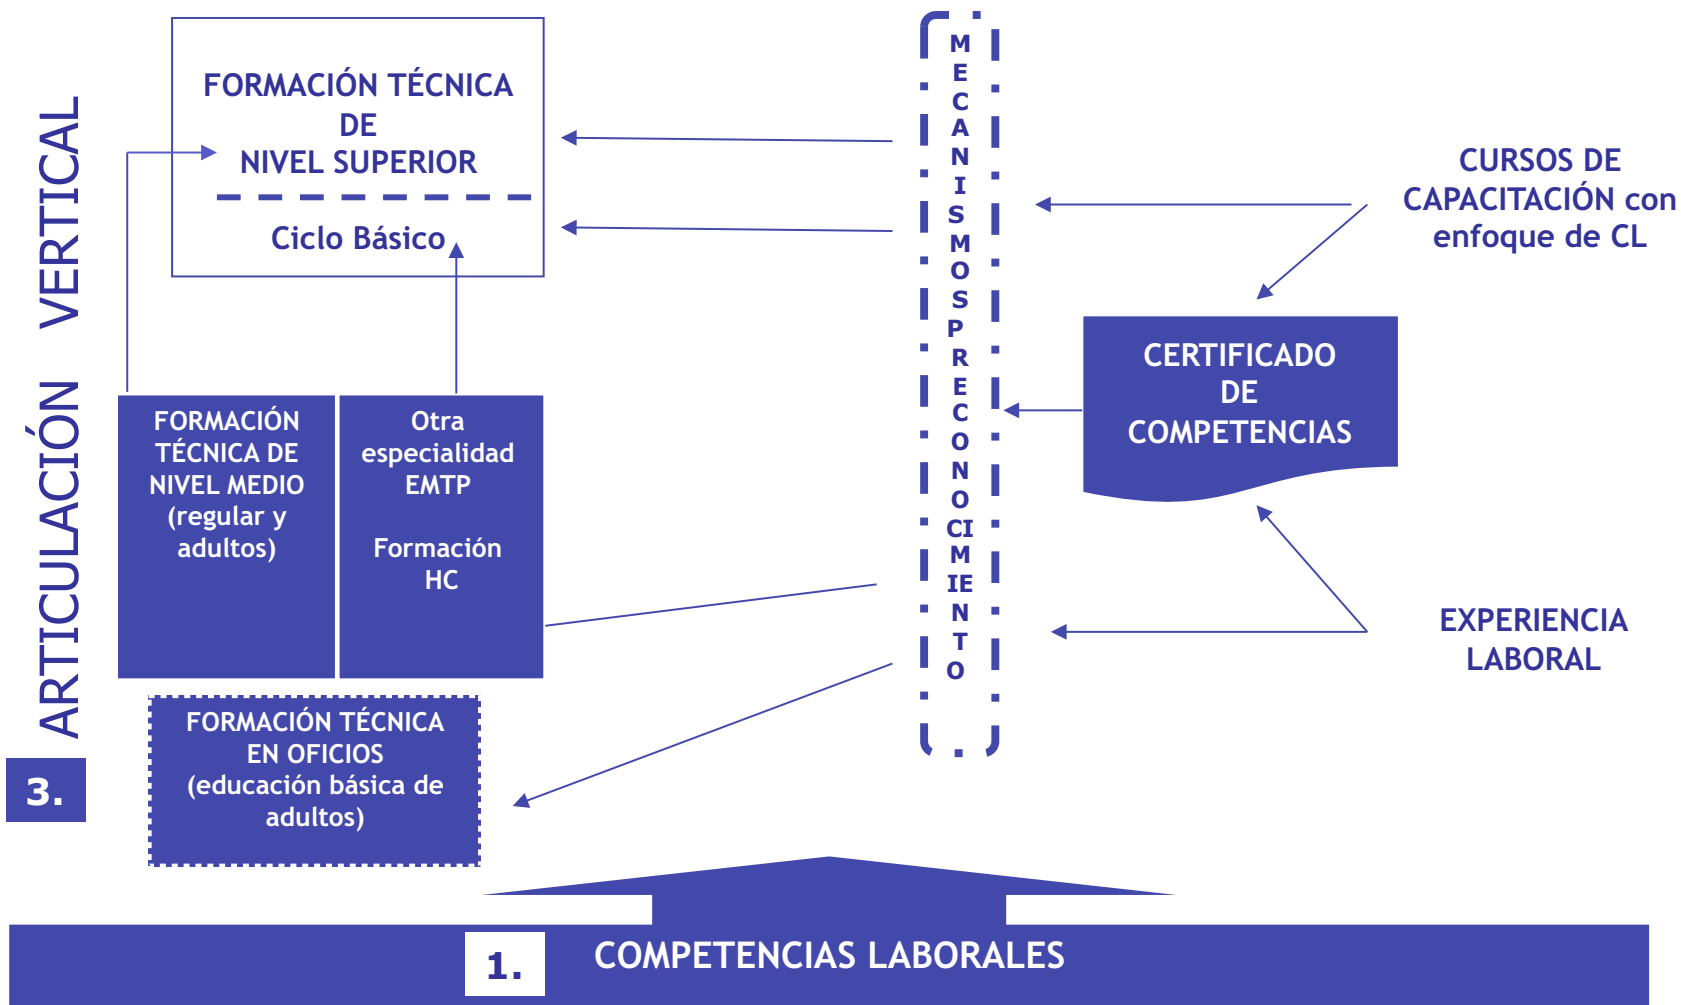 ARTICULACIÓN VERTICAL
3.
FORMACIÓN TÉCNICA
DE
NIVEL SUPERIOR
Ciclo Básico
FORMACIÓN
TÉCNICA DE
NIVEL MEDIO
(regular y
adultos)
Otra
especialidad
EMTP
Formación
HC
FORMACIÓN TÉCNICA
EN OFICIOS
(educación básica de
adultos)
M
E
C
A
N
I
S
M
O
S
P
R
E
C
O
N
O
CI
M
IE
N
T
O
CURSOS DE
CAPACITACIÓN con
enfoque de CL
CERTIFICADO
DE
COMPETENCIAS
EXPERIENCIA
LABORAL
1.
COMPETENCIAS LABORALES